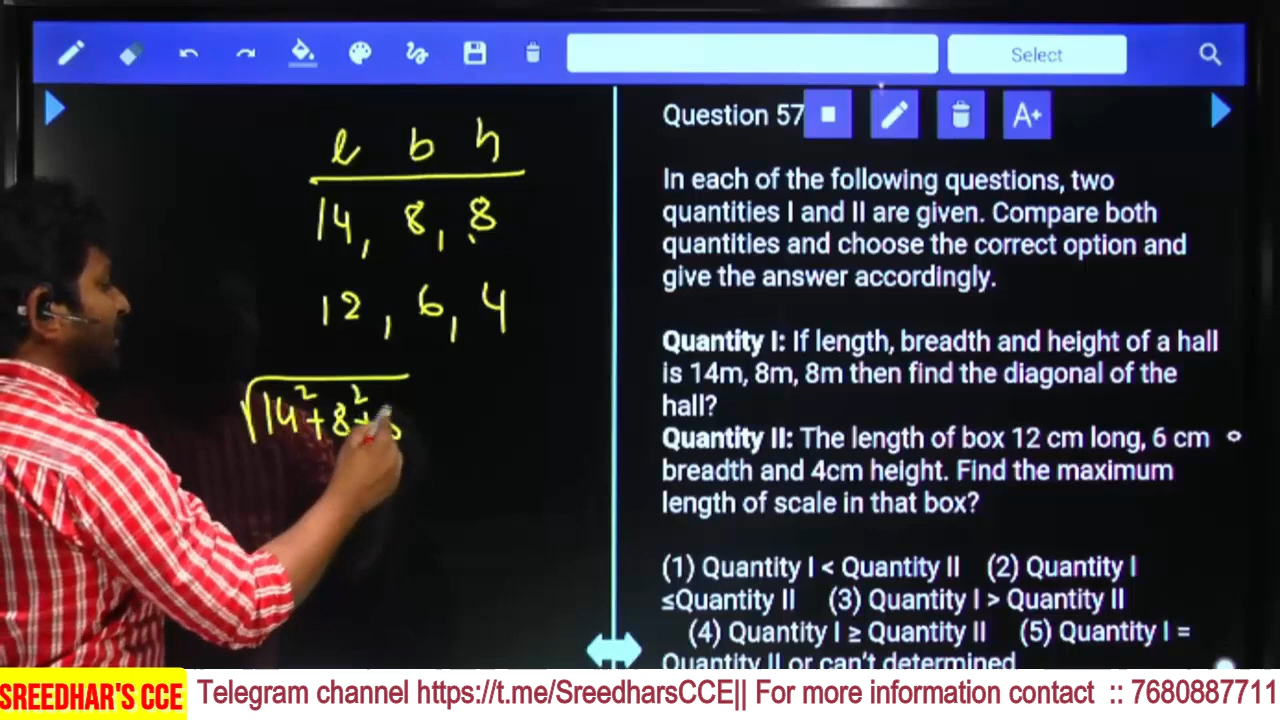 Select
l b h
14, 8, 8
12, 6, 4
√14² + 8² +
Question 57
A+
In each of the following questions, two
quantities I and II are given. Compare both
quantities and choose the correct option and
give the answer accordingly.
Quantity I: If length, breadth and height of a hall
is 14m, 8m, 8m then find the diagonal of the
hall?
Quantity II: The length of box 12 cm long, 6 cm
breadth and 4cm height. Find the maximum
length of scale in that box?
(1) Quantity I < Quantity II (2) Quantity I
≤Quantity II (3) Quantity I > Quantity II
(4) Quantity I ≥ Quantity II (5) Quantity I =
Quantity II or can't determined
SREEDHAR'S CCE Telegram channel https://t.me/SreedharsCCE|| For more information contact :: 7680887711